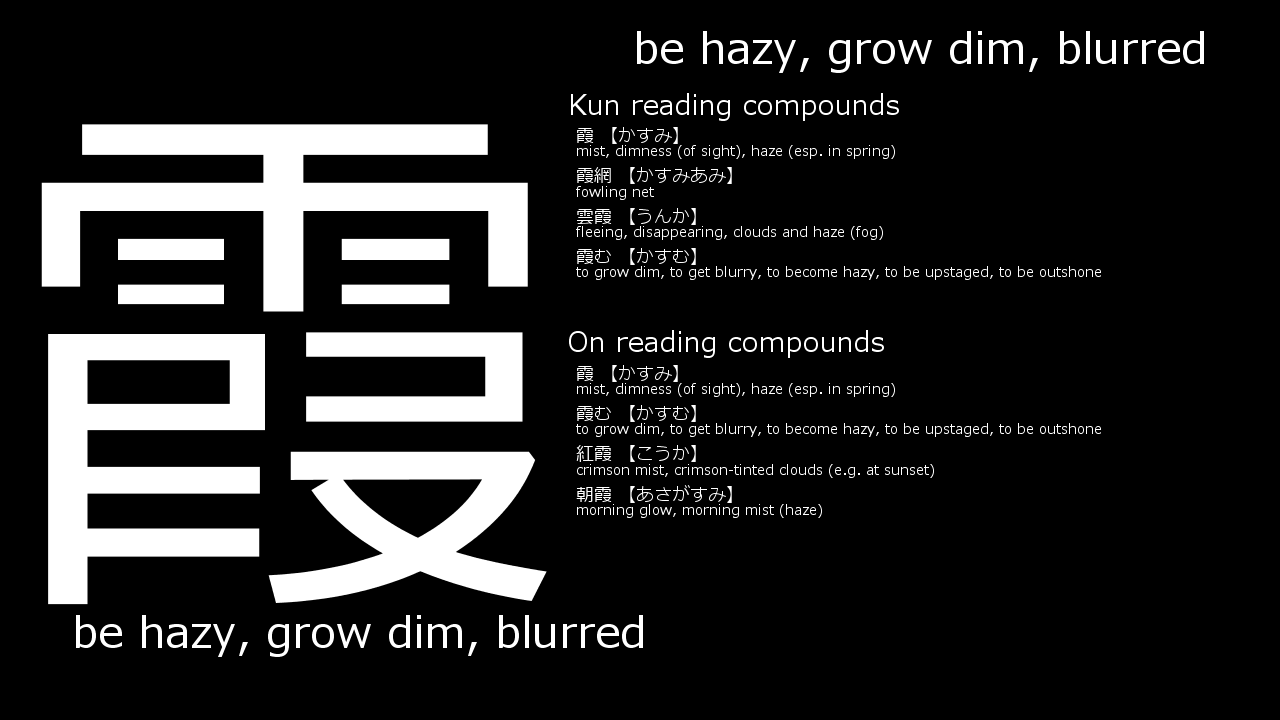 be hazy, grow dim, blurred
霞
be hazy, grow dim, blurred
Kun reading compounds
霞 【かすみ】
mist, dimness (of sight), haze (esp. in spring)
霞網 【かすみあみ】
fowling net
雲霞 【うんか】
fleeing, disappearing, clouds and haze (fog)
霞む 【かすむ】
to grow dim, to get blurry, to become hazy, to be upstaged, to be outshone
On reading compounds
霞 【かすみ】
mist, dimness (of sight), haze (esp. in spring)
霞む 【かすむ】
to grow dim, to get blurry, to become hazy, to be upstaged, to be outshone
紅霞 【こうか】
crimson mist, crimson-tinted clouds (e.g. at sunset)
朝霞 【あさがすみ】
morning glow, morning mist (haze)